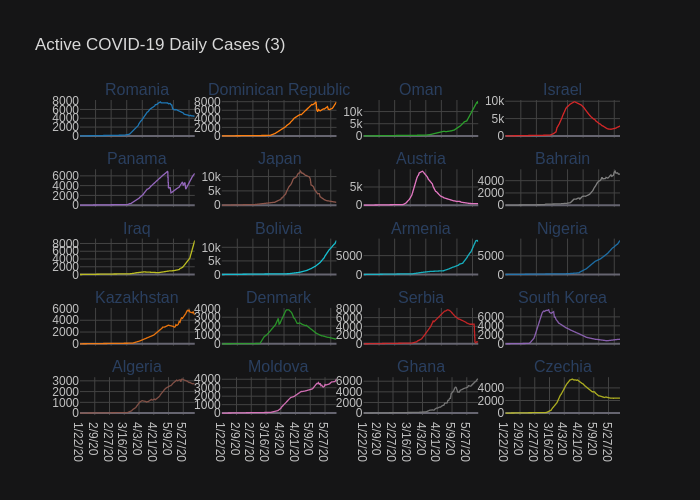 Active COVID-19 Daily Cases (3)
Romania Dominican Republic Oman Israel
8000 6000 4000 2000 0
8000 6000 4000 2000 0
10k 5k 0
10k 5k 0
Panama Japan Austria Bahrain
6000 4000 2000 0
10k 5k 0
5k 0
4000 2000 0
Iraq Bolivia Armenia Nigeria
8000 6000 4000 2000 0
10k 5k 0
5000 0
5000 0
Kazakhstan Denmark Serbia South Korea
6000 4000 2000 0
4000 3000 2000 1000 0
8000 6000 4000 2000 0
6000 4000 2000 0
Algeria Moldova Ghana Czechia
3000 2000 1000 0
4000 3000 2000 1000 0
6000 4000 2000 0
4000 2000 0
1/22/20 2/9/20 2/27/20 3/16/20 4/3/20 4/21/20 5/9/20 5/27/20
1/22/20 2/9/20 2/27/20 3/16/20 4/3/20 4/21/20 5/9/20 5/27/20
1/22/20 2/9/20 2/27/20 3/16/20 4/3/20 4/21/20 5/9/20 5/27/20
1/22/20 2/9/20 2/27/20 3/16/20 4/3/20 4/21/20 5/9/20 5/27/20